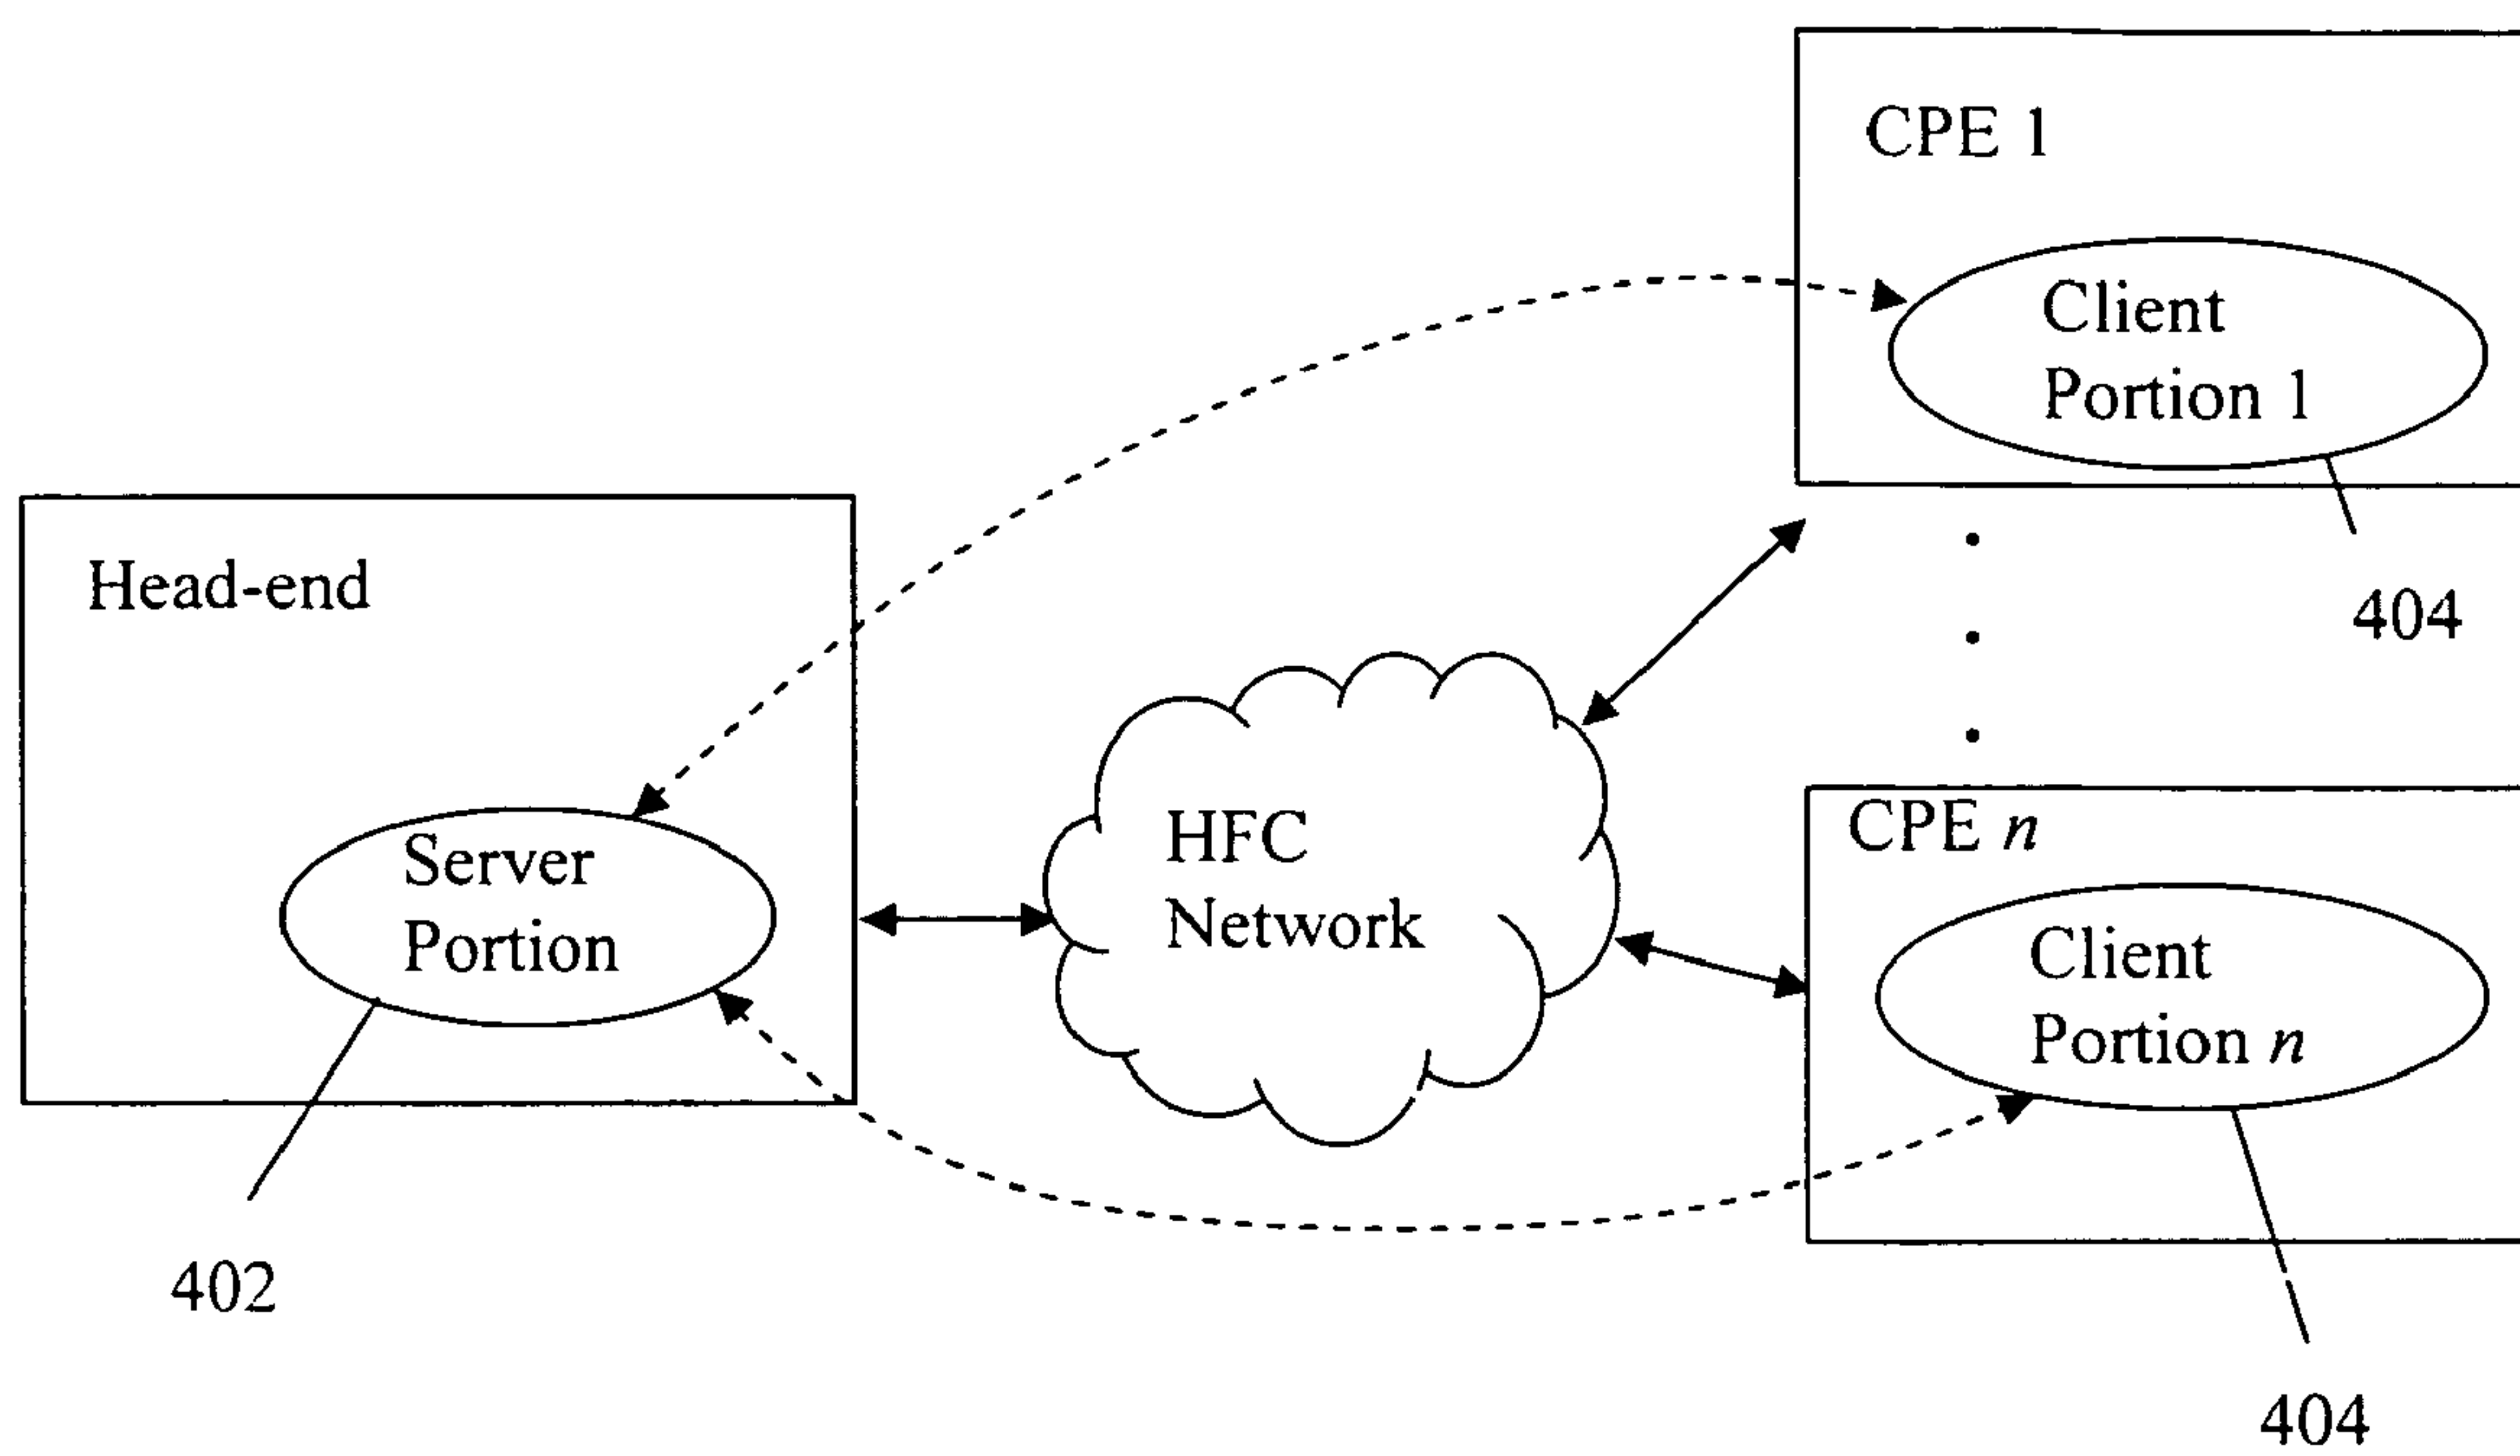 CPE 1
Client
Portion 1
404
Head-end
Server
Portion
402
HFC
Network
CPE n
Client
Portion n
404